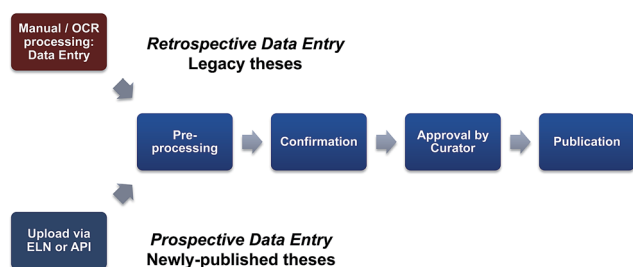 Manual / OCR
processing:
Data Entry
Retrospective Data Entry
Legacy theses
Pre-
processing
Confirmation
Approval by
Curator
Publication
Upload via
ELN or API
Prospective Data Entry
Newly-published theses